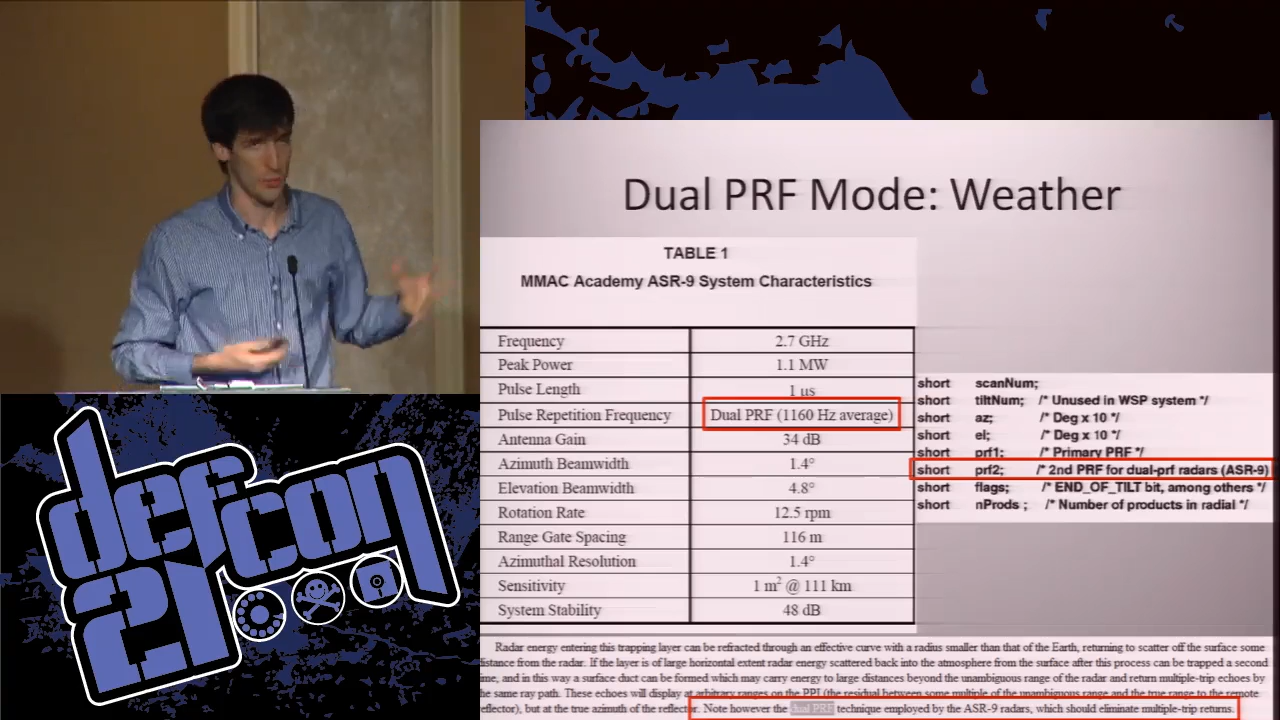 Dual PRF Mode: Weather
TABLE 1
MMAC Academy ASR-9 System Characteristics
Frequency 2.7 GHz
Peak Power 1.1 MW
Pulse Length 1 us
Pulse Repetition Frequency Dual PRF (1160 Hz average)
Antenna Gain 34 dB
Azimuth Beamwidth 1.4°
Elevation Beamwidth 4.8°
Rotation Rate 12.5 rpm
Range Gate Spacing 116 m
Azimuthal Resolution 1.4°
Sensitivity 1 m² @ 111 km
System Stability 48 dB
short scanNum;
short tiltNum; /* Unused in WSP system */
short az; /* Deg x 10 */
short el; /* Deg x 10 */
short prf1; /* Primary PRF */
short prf2; /* 2nd PRF for dual-prf radars (ASR-9)
short flags; /* END_OF_TILT bit, among others */
short nProds ; /* Number of products in radial */
Radar energy entering this trapping layer can be refracted through an effective curve with a radius smaller than that of the Earth, returning to scatter off the surface some
istance from the radar. If the layer is of large horizontal extent radar energy scattered back into the atmosphere from the surface after this process can be trapped a second
ime, and in this way a surface duct can be formed which may carry energy to large distances beyond the unambiguous range of the radar and return multiple-trip echoes by
he same ray path. These echoes will display at arbitrary ranges on the PPI (the residual between some multiple of the unambiguous range and the true range to the remote
eflector), but at the true azimuth of the reflector. Note however the dual PRF technique employed by the ASR-9 radars, which should eliminate multiple-trip returns.
defcon
21